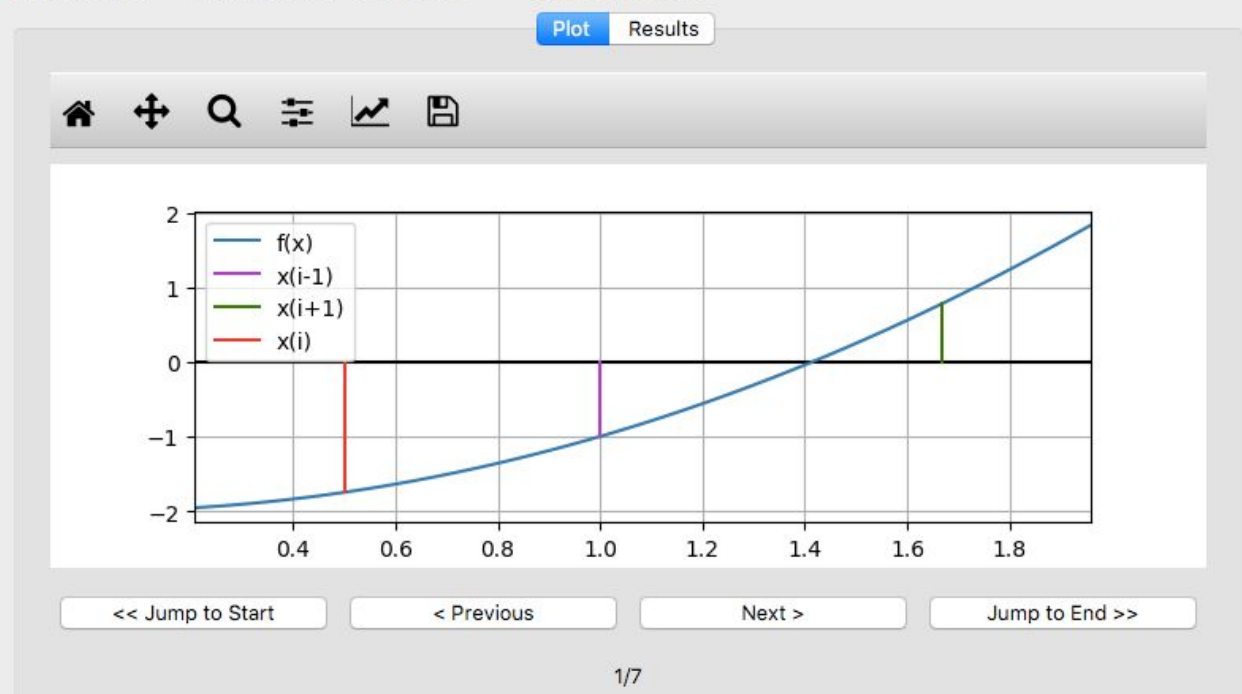 Plot Results
2
f(x)
x(i-1)
1
x(i+1)
x(i)
0
−1
−2
0.4 0.6 0.8 1.0 1.2 1.4 1.6 1.8
<< Jump to Start < Previous Next > Jump to End >>
1/7